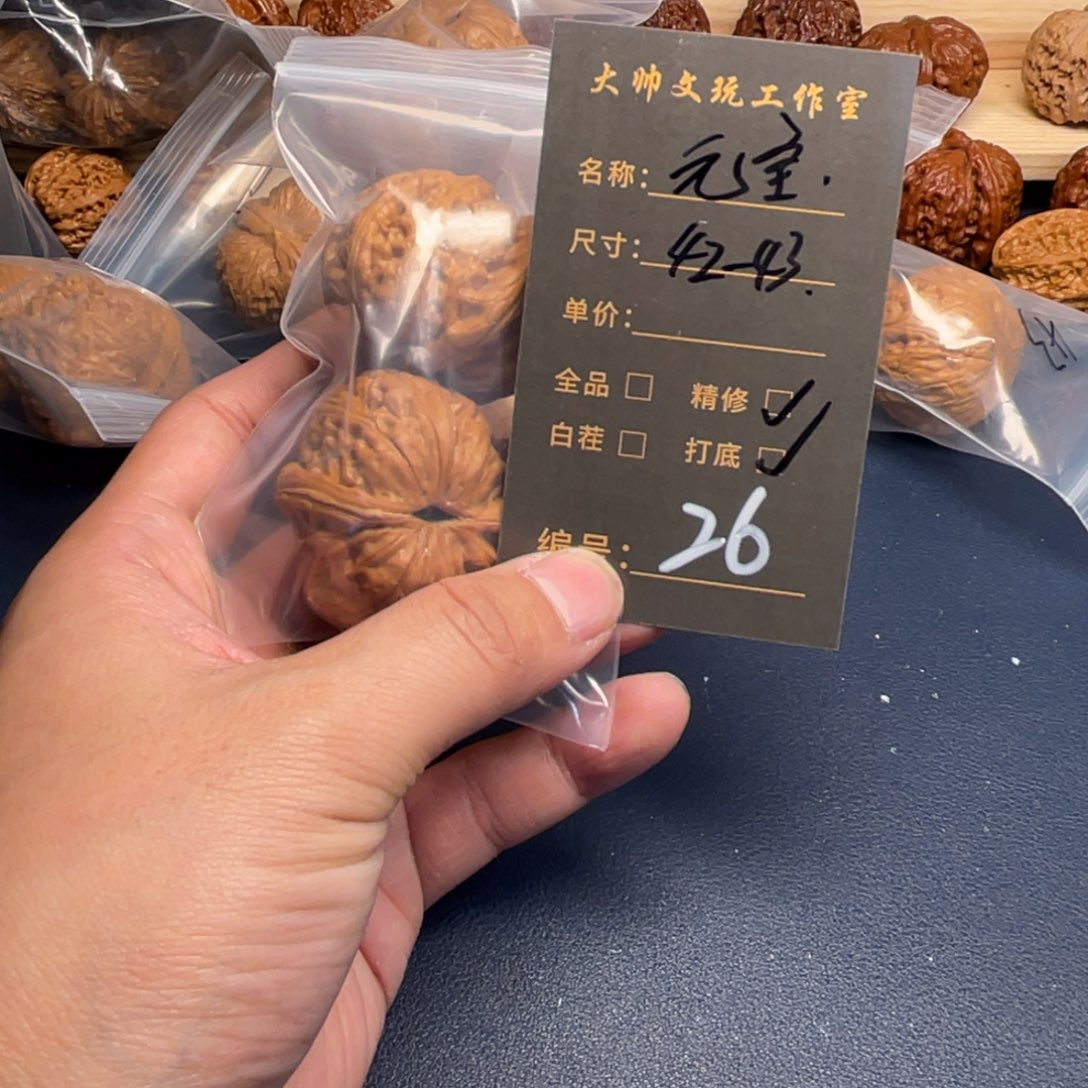 大帅文玩工作室
名称：元宝.
尺寸：42-43.
单价：
全品 □ 精修 ☑
白茬 □ 打底 ☑
编号：26